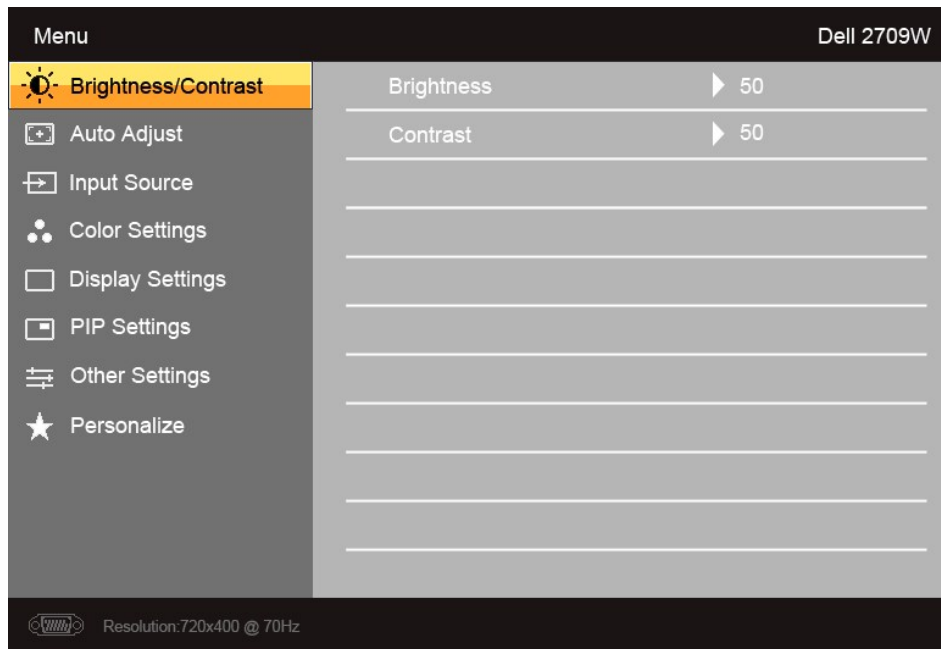 Menu Dell 2709W
Brightness/Contrast Brightness 50
Auto Adjust Contrast 50
Input Source
Color Settings
Display Settings
PIP Settings
Other Settings
Personalize
Resolution:720x400 @ 70Hz